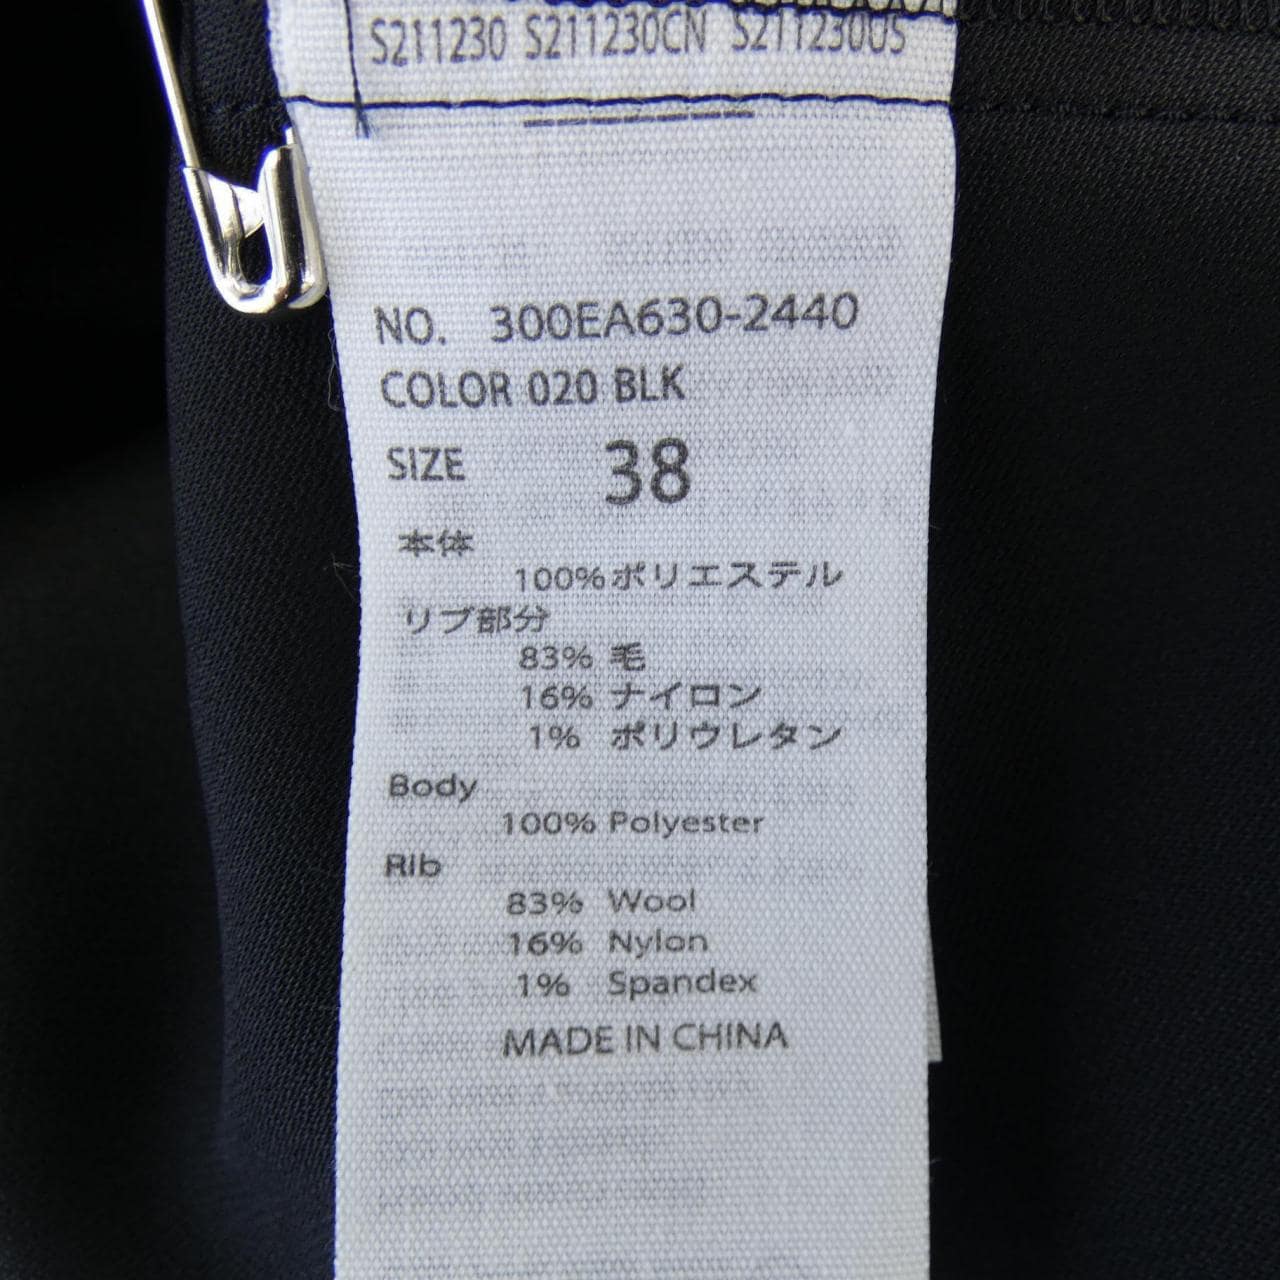 S211230 S211230CN S211230US
NO. 300EA630-2440
COLOR 020 BLK
SIZE 38
本体
100%ポリエステル
リブ部分
83% 毛
16% ナイロン
1% ポリウレタン
Body
100% Polyester
Rib
83% Wool
16% Nylon
1% Spandex
MADE IN CHINA